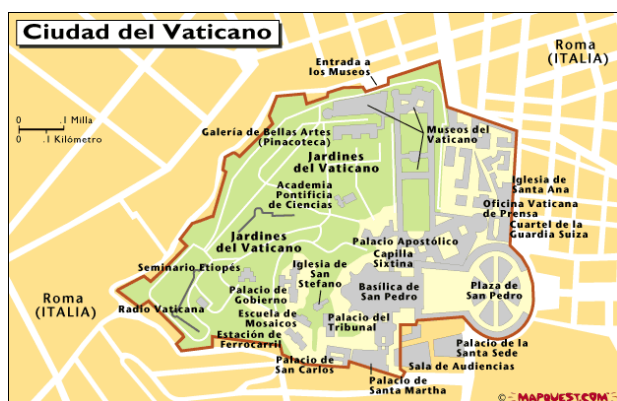 Ciudad del Vaticano
Entrada a
los Museos
Roma
(ITALIA)
0 .1 Milla
0 .1 Kilómetro
Galería de Bellas Artes
(Pinacoteca)
Museos del
Vaticano
Jardines
del Vaticano
Academia
Pontificia
de Ciencias
Iglesia de
Santa Ana
Oficina Vaticana
de Prensa
Cuartel de la
Guardia Suiza
Jardines
del Vaticano
Palacio Apostólico
Capilla
Sixtina
Seminario Etiopés
Iglesia de
San
Stefano
Basílica de
San Pedro
Plaza de
San Pedro
Palacio de
Gobierno
Roma
(ITALIA)
Radio Vaticana
Escuela de
Mosaicos
Palacio del
Tribunal
Estación de
Ferrocarril
Palacio de la
Santa Sede
Palacio de
San Carlos
Sala de Audiencias
Palacio de
Santa Martha
© MAPQUEST.COM